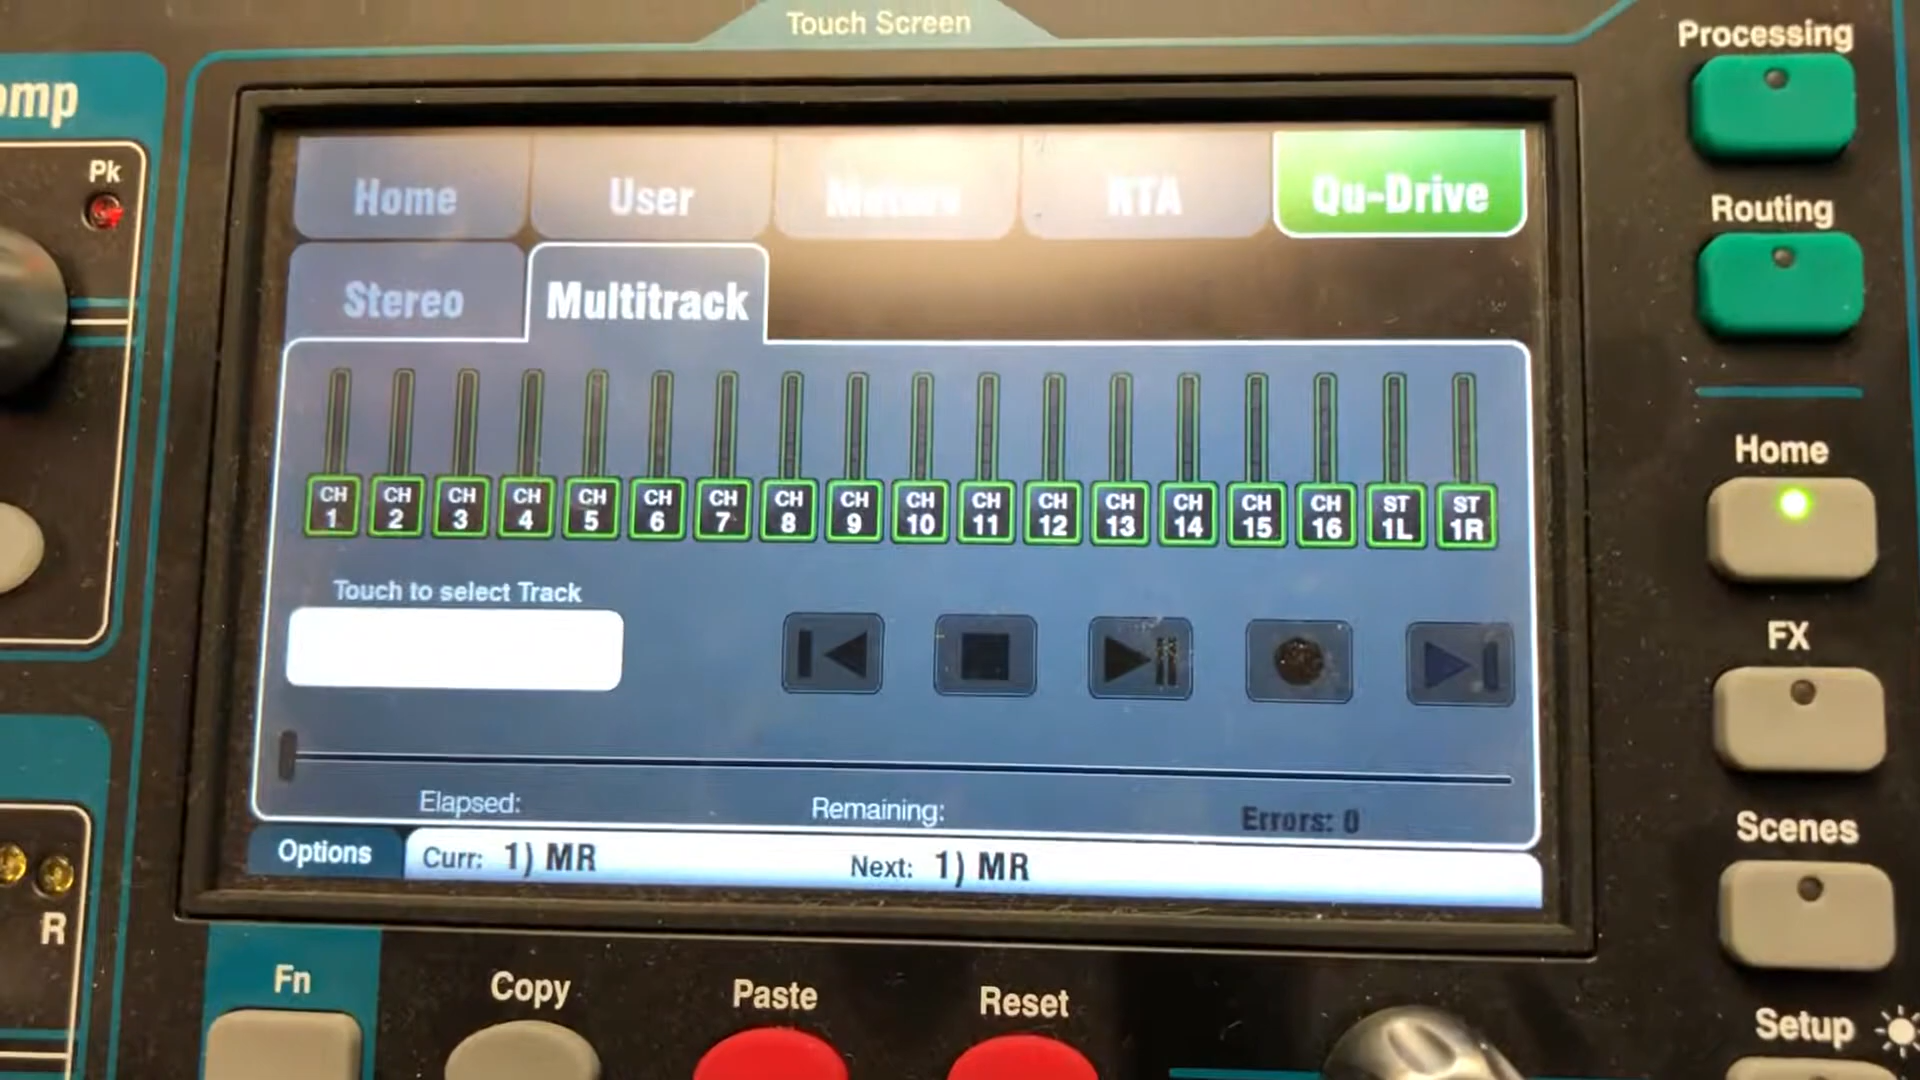 Touch Screen
Processing
omp
Pk
Home User Meters RTA Qu-Drive
Routing
Stereo Multitrack
Home
CH 1 CH 2 CH 3 CH 4 CH 5 CH 6 CH 7 CH 8 CH 9 CH 10 CH 11 CH 12 CH 13 CH 14 CH 15 CH 16 ST 1L ST 1R
Touch to select Track
FX
Elapsed: Remaining: Errors: 0
Scenes
Options Curr: 1) MR Next: 1) MR
R
Fn Copy Paste Reset
Setup